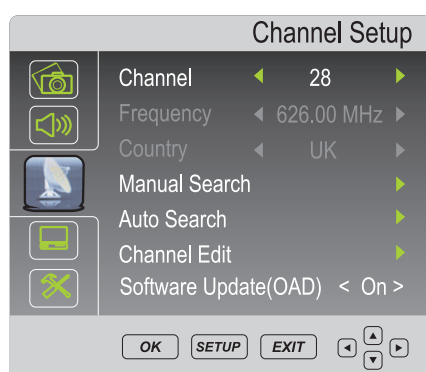 Channel Setup
Channel 28
Frequency 626.00 MHz
Country UK
Manual Search
Auto Search
Channel Edit
Software Update(OAD) < On >
OK SETUP EXIT